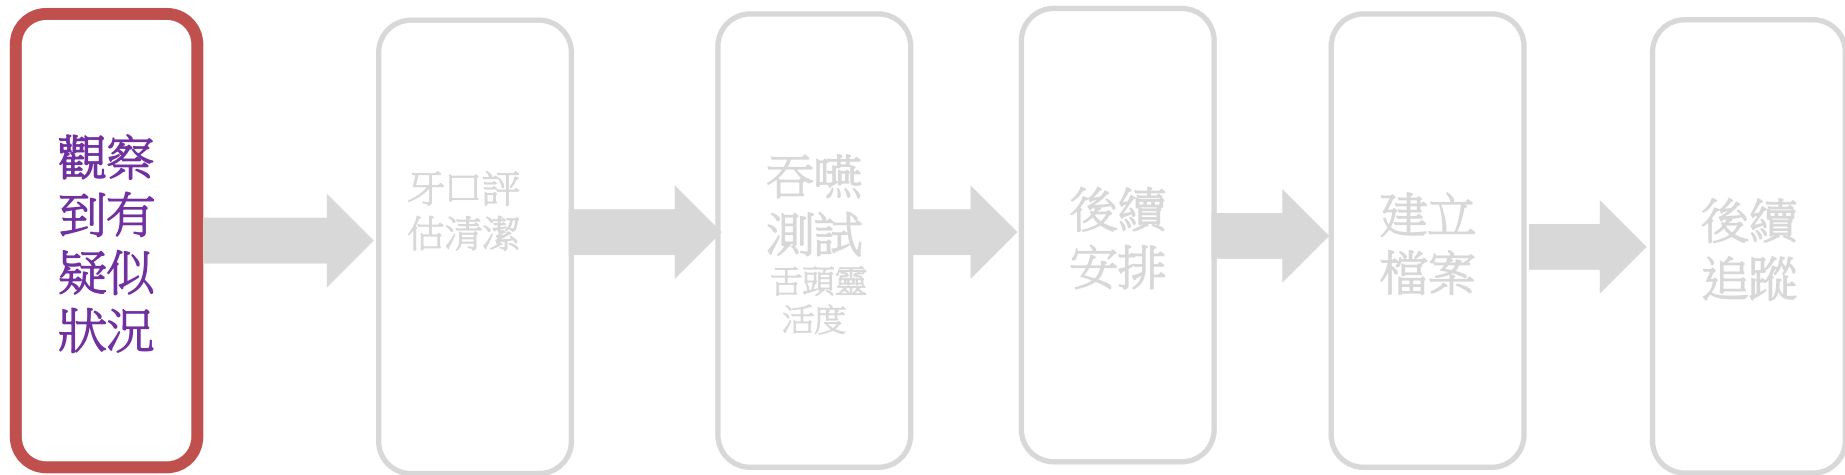 觀察
到有
疑似
狀況
牙口評
估清潔
吞嚥
測試
舌頭靈
活度
後續
安排
建立
檔案
後續
追蹤